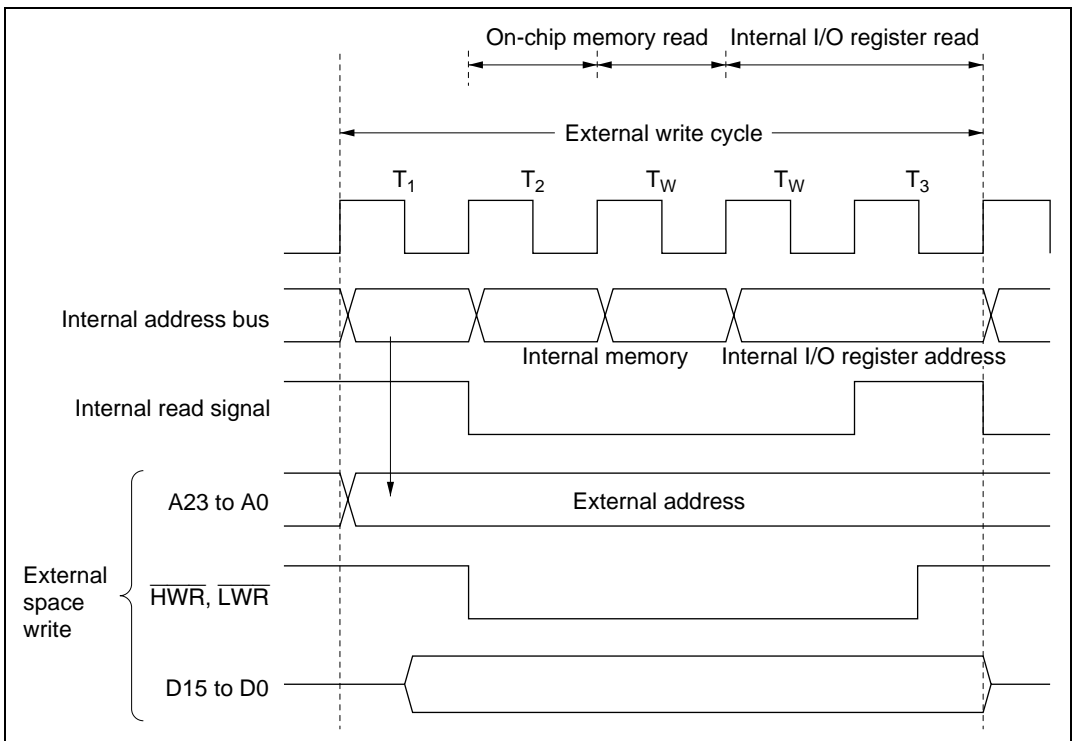 On-chip memory read Internal I/O register read
External write cycle
T1 T2 TW TW T3
Internal address bus
Internal memory Internal I/O register address
Internal read signal
A23 to A0 External address
External
space
write
HWR, LWR
D15 to D0